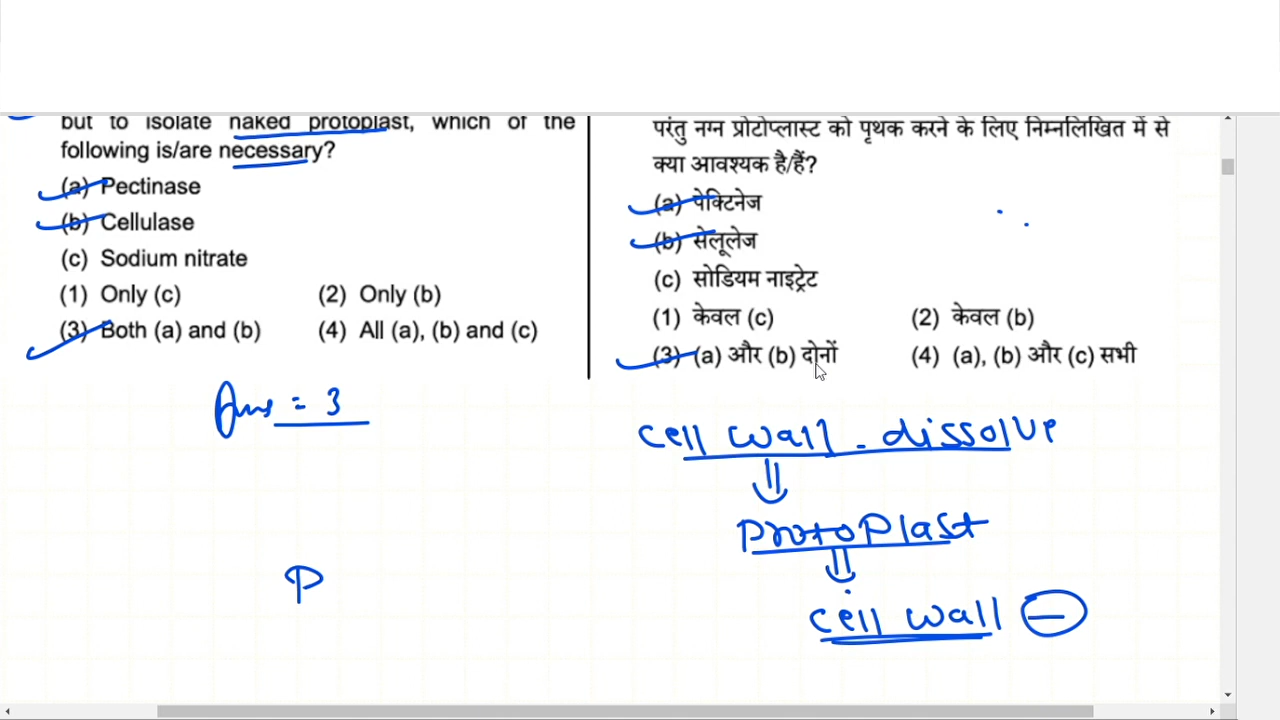 but to isolate naked protoplast, which of the
following is/are necessary?
(a) Pectinase
(b) Cellulase
(c) Sodium nitrate
(1) Only (c) (2) Only (b)
(3) Both (a) and (b) (4) All (a), (b) and (c)
Ans = 3
P
परंतु नग्न प्रोटोप्लास्ट को पृथक करने के लिए निम्नलिखित में से
क्या आवश्यक है/हैं?
(a) पेक्टिनेज
(b) सेलूलेज
(c) सोडियम नाइट्रेट
(1) केवल (c) (2) केवल (b)
(3) (a) और (b) दोनों (4) (a), (b) और (c) सभी
cell wall - dissolve
protoplast
cell wall -